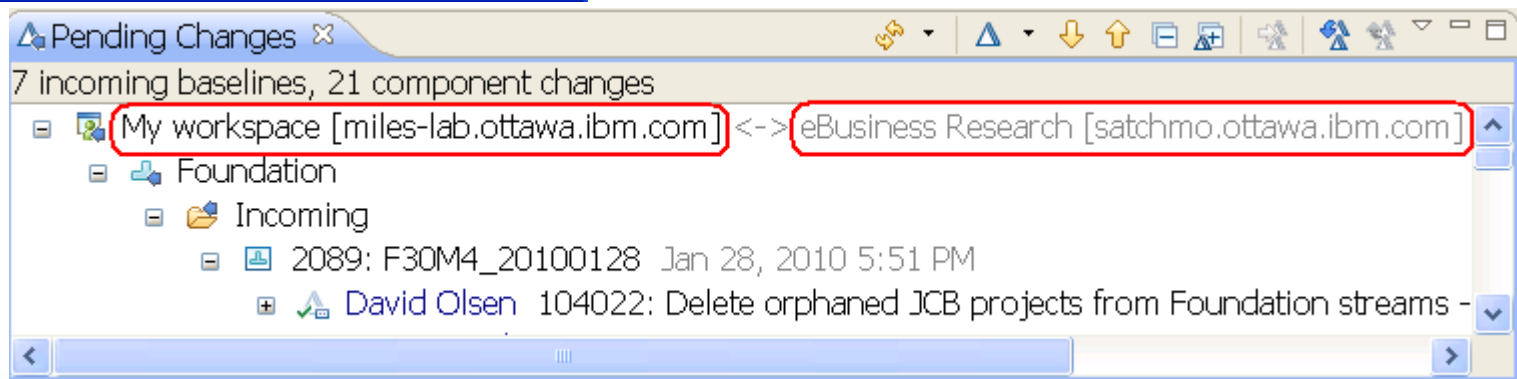 Pending Changes
7 incoming baselines, 21 component changes
My workspace [miles-lab.ottawa.ibm.com] <-> eBusiness Research [satchmo.ottawa.ibm.com]
Foundation
Incoming
2089: F30M4_20100128 Jan 28, 2010 5:51 PM
David Olsen 104022: Delete orphaned JCB projects from Foundation streams -